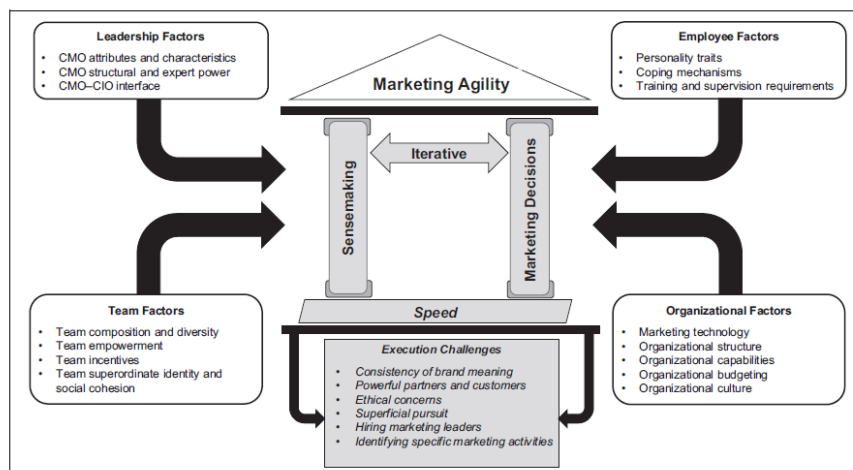 Leadership Factors
• CMO attributes and characteristics
• CMO structural and expert power
• CMO–CIO interface
Marketing Agility
Employee Factors
• Personality traits
• Coping mechanisms
• Training and supervision requirements
Sensemaking
Iterative
Marketing Decisions
Speed
Team Factors
• Team composition and diversity
• Team empowerment
• Team incentives
• Team superordinate identity and
social cohesion
Execution Challenges
• Consistency of brand meaning
• Powerful partners and customers
• Ethical concerns
• Superficial pursuit
• Hiring marketing leaders
• Identifying specific marketing activities
Organizational Factors
• Marketing technology
• Organizational structure
• Organizational capabilities
• Organizational budgeting
• Organizational culture